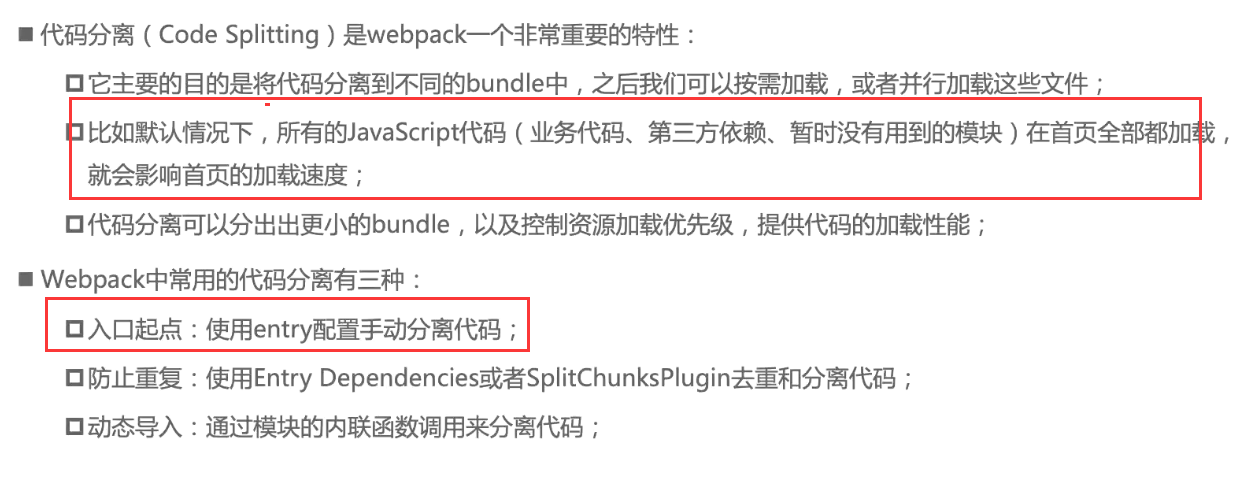 代码分离（Code Splitting）是webpack一个非常重要的特性：
它主要的目的是将代码分离到不同的bundle中，之后我们可以按需加载，或者并行加载这些文件；
比如默认情况下，所有的JavaScript代码（业务代码、第三方依赖、暂时没有用到的模块）在首页全部都加载，
就会影响首页的加载速度；
代码分离可以分出出更小的bundle，以及控制资源加载优先级，提供代码的加载性能；
Webpack中常用的代码分离有三种：
入口起点：使用entry配置手动分离代码；
防止重复：使用Entry Dependencies或者SplitChunksPlugin去重和分离代码；
动态导入：通过模块的内联函数调用来分离代码；